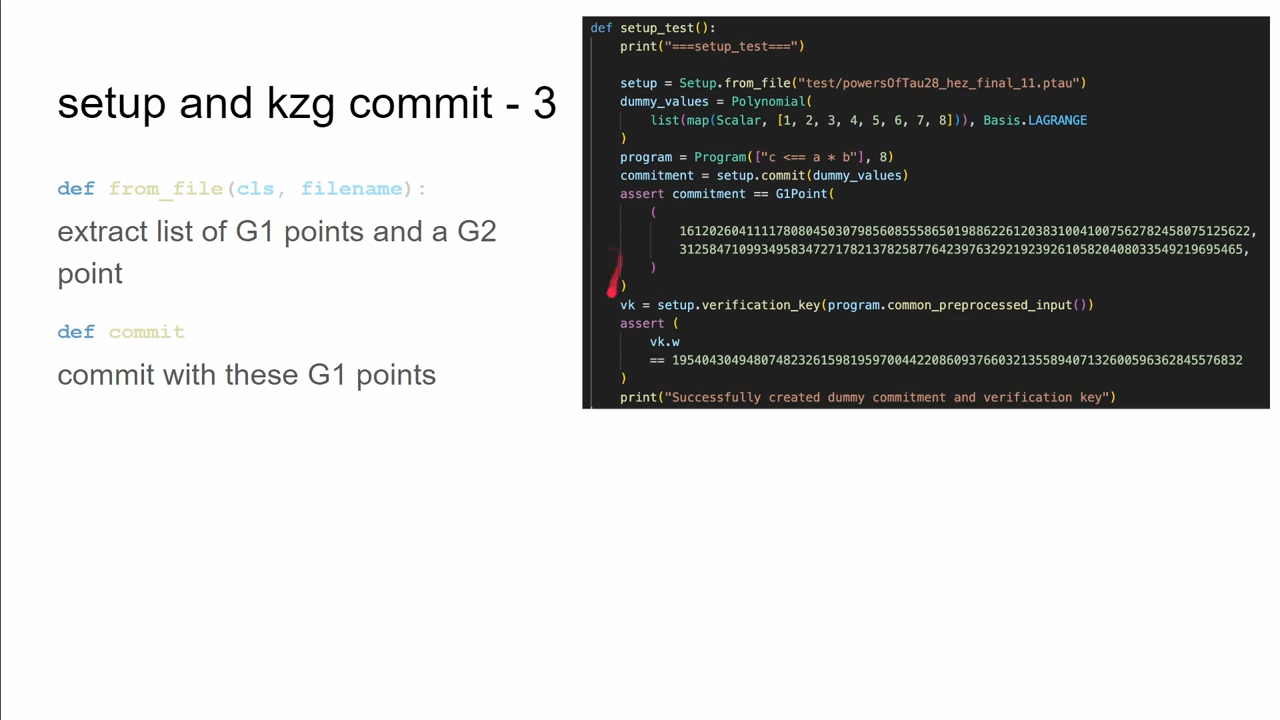 setup and kzg commit - 3
def from_file(cls, filename):
extract list of G1 points and a G2
point
def commit
commit with these G1 points
def setup_test():
print("===setup_test===")
setup = Setup.from_file("test/powersOfTau28_hez_final_11.ptau")
dummy_values = Polynomial(
list(map(Scalar, [1, 2, 3, 4, 5, 6, 7, 8])), Basis.LAGRANGE
)
program = Program(["c <== a * b"], 8)
commitment = setup.commit(dummy_values)
assert commitment == G1Point(
(
16120260411117808045030798560855586501988622612038310041007562782458075125622,
3125847109934958347271782137825877642397632921923926105820408033549219695465,
)
)
vk = setup.verification_key(program.common_preprocessed_input())
assert (
vk.w
== 19540430494807482326159819597004422086093766032135589407132600596362845576832
)
print("Successfully created dummy commitment and verification key")